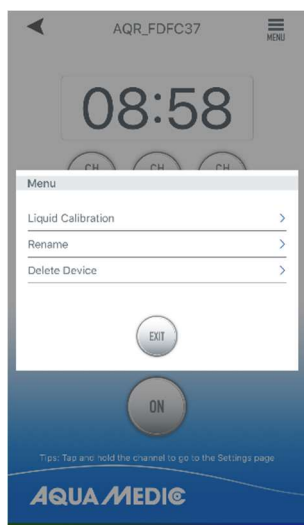 AQR_FDFC37
MENU
08:58
CH CH CH
Menu
Liquid Calibration
Rename
Delete Device
EXIT
ON
Tips: Tap and hold the channel to go to the Settings page
AQUA MEDIC